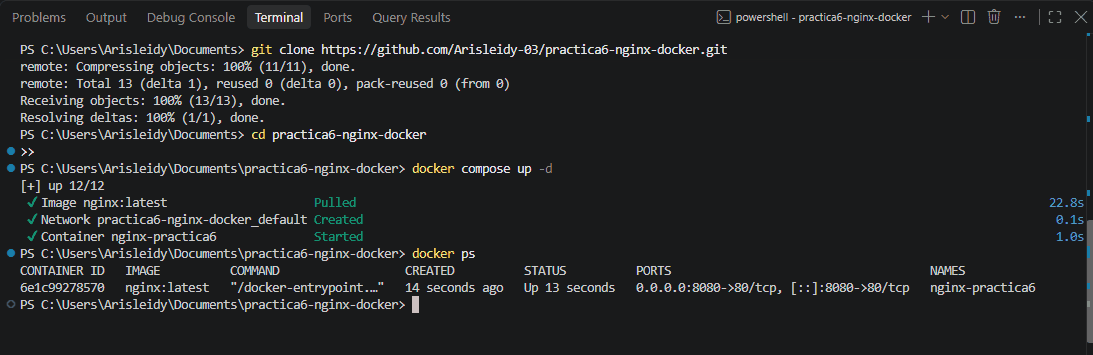 Problems Output Debug Console Terminal Ports Query Results powershell - practica6-nginx-docker
PS C:\Users\Arisleidy\Documents> git clone https://github.com/Arisleidy-03/practica6-nginx-docker.git
remote: Compressing objects: 100% (11/11), done.
remote: Total 13 (delta 1), reused 0 (delta 0), pack-reused 0 (from 0)
Receiving objects: 100% (13/13), done.
Resolving deltas: 100% (1/1), done.
PS C:\Users\Arisleidy\Documents> cd practica6-nginx-docker
>>
PS C:\Users\Arisleidy\Documents\practica6-nginx-docker> docker compose up -d
[+] up 12/12
✔ Image nginx:latest Pulled 22.8s
✔ Network practica6-nginx-docker_default Created 0.1s
✔ Container nginx-practica6 Started 1.0s
PS C:\Users\Arisleidy\Documents\practica6-nginx-docker> docker ps
CONTAINER ID IMAGE COMMAND CREATED STATUS PORTS NAMES
6e1c99278570 nginx:latest "/docker-entrypoint.…" 14 seconds ago Up 13 seconds 0.0.0.0:8080->80/tcp, [::]:8080->80/tcp nginx-practica6
PS C:\Users\Arisleidy\Documents\practica6-nginx-docker>